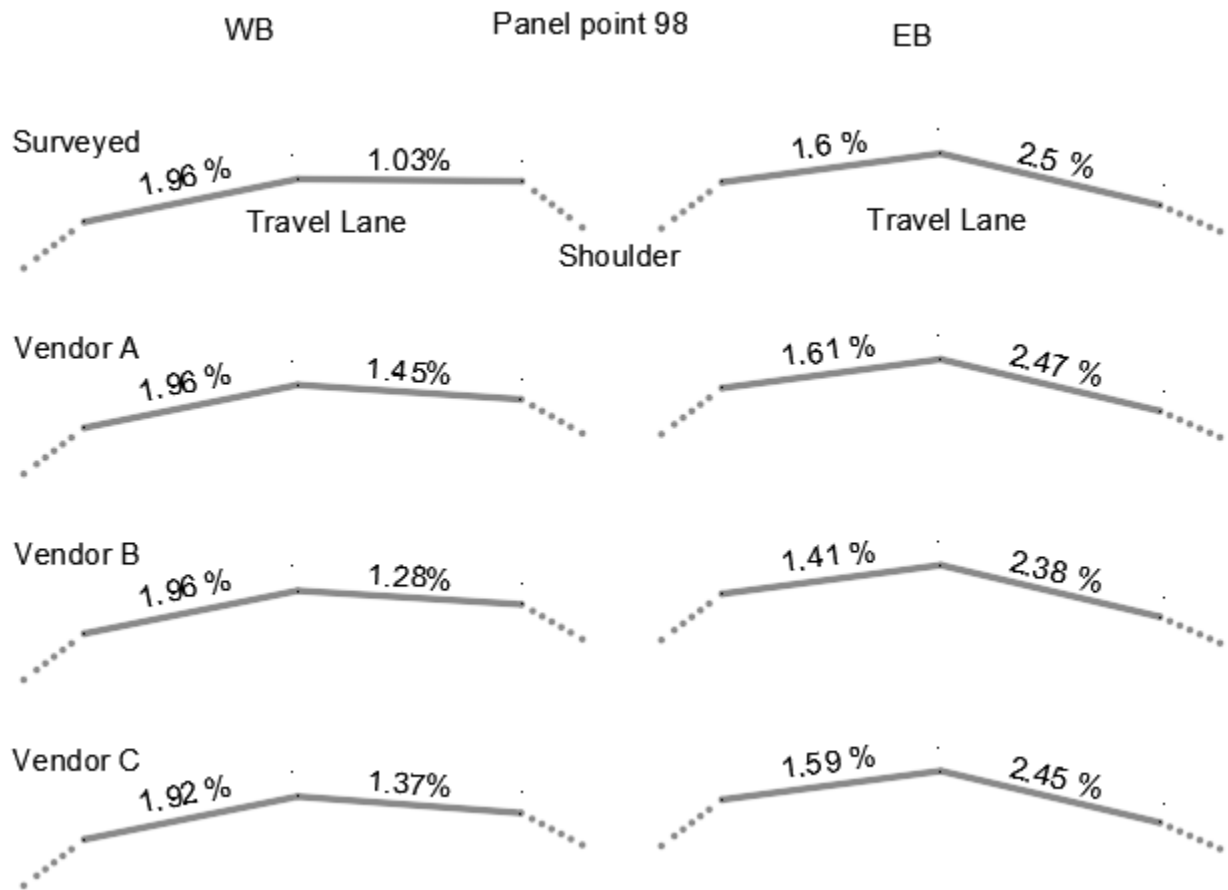 WB
Panel point 98
EB
Surveyed
1.96 %
1.03%
1.6 %
2.5 %
Travel Lane
Travel Lane
Shoulder
Vendor A
1.96 %
1.45%
1.61 %
2.47 %
Vendor B
1.96 %
1.28%
1.41 %
2.38 %
Vendor C
1.92 %
1.37%
1.59 %
2.45 %